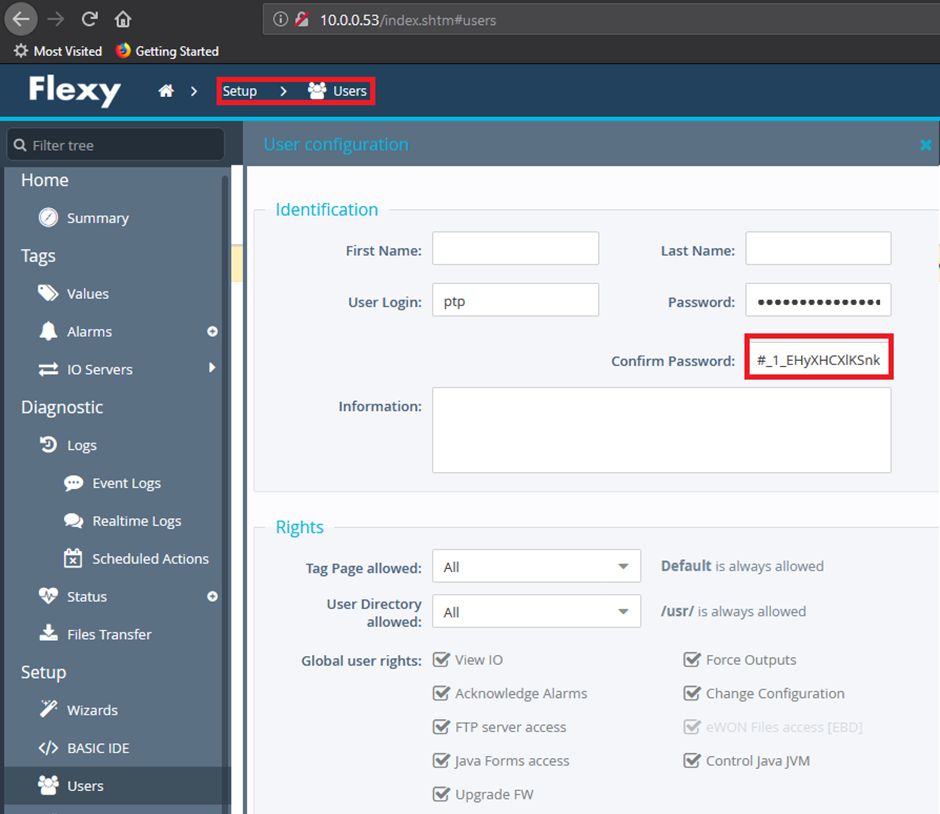 10.0.0.53/index.shtm#users
Most Visited Getting Started
Flexy
Setup > Users
Filter tree
User configuration
Home
Summary
Tags
Values
Alarms
IO Servers
Diagnostic
Logs
Event Logs
Realtime Logs
Scheduled Actions
Status
Files Transfer
Setup
Wizards
BASIC IDE
Users
Identification
First Name: Last Name:
User Login: ptp Password: ●●●●●●●●●●●●●●●
Confirm Password: #_1_EHyXHCXlKSnk
Information:
Rights
Tag Page allowed: All Default is always allowed
User Directory
allowed: All /usr/ is always allowed
Global user rights: View IO Force Outputs
Acknowledge Alarms Change Configuration
FTP server access eWON Files access [EBD]
Java Forms access Control Java JVM
Upgrade FW